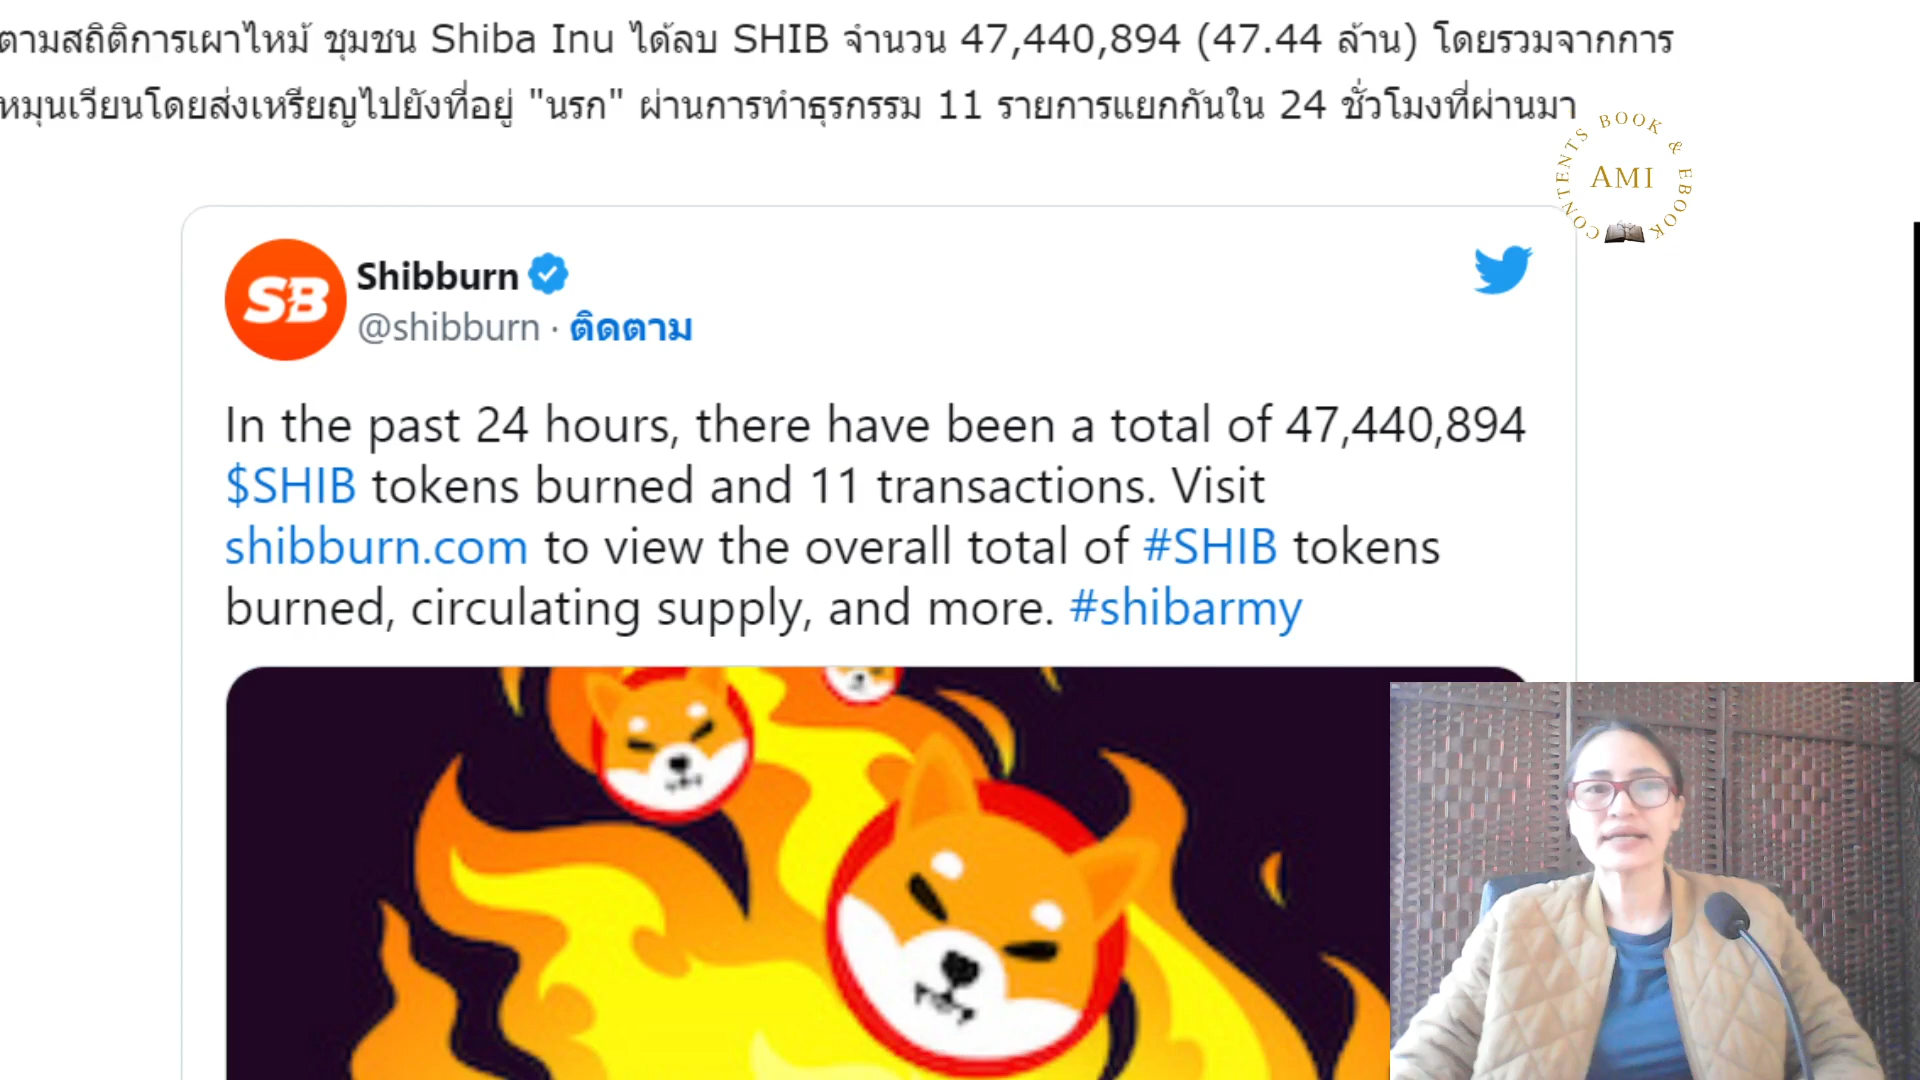 ตามสถิติการเผาไหม้ ชุมชน Shiba Inu ได้ลบ SHIB จำนวน 47,440,894 (47.44 ล้าน) โดยรวมจากการ
หมุนเวียนโดยส่งเหรียญไปยังที่อยู่ "นรก" ผ่านการทำธุรกรรม 11 รายการแยกกันใน 24 ชั่วโมงที่ผ่านมา
CONTENTS BOOK & EBOOK
AMI
SB
Shibburn
@shibburn · ติดตาม
In the past 24 hours, there have been a total of 47,440,894
$SHIB tokens burned and 11 transactions. Visit
shibburn.com to view the overall total of #SHIB tokens
burned, circulating supply, and more. #shibarmy